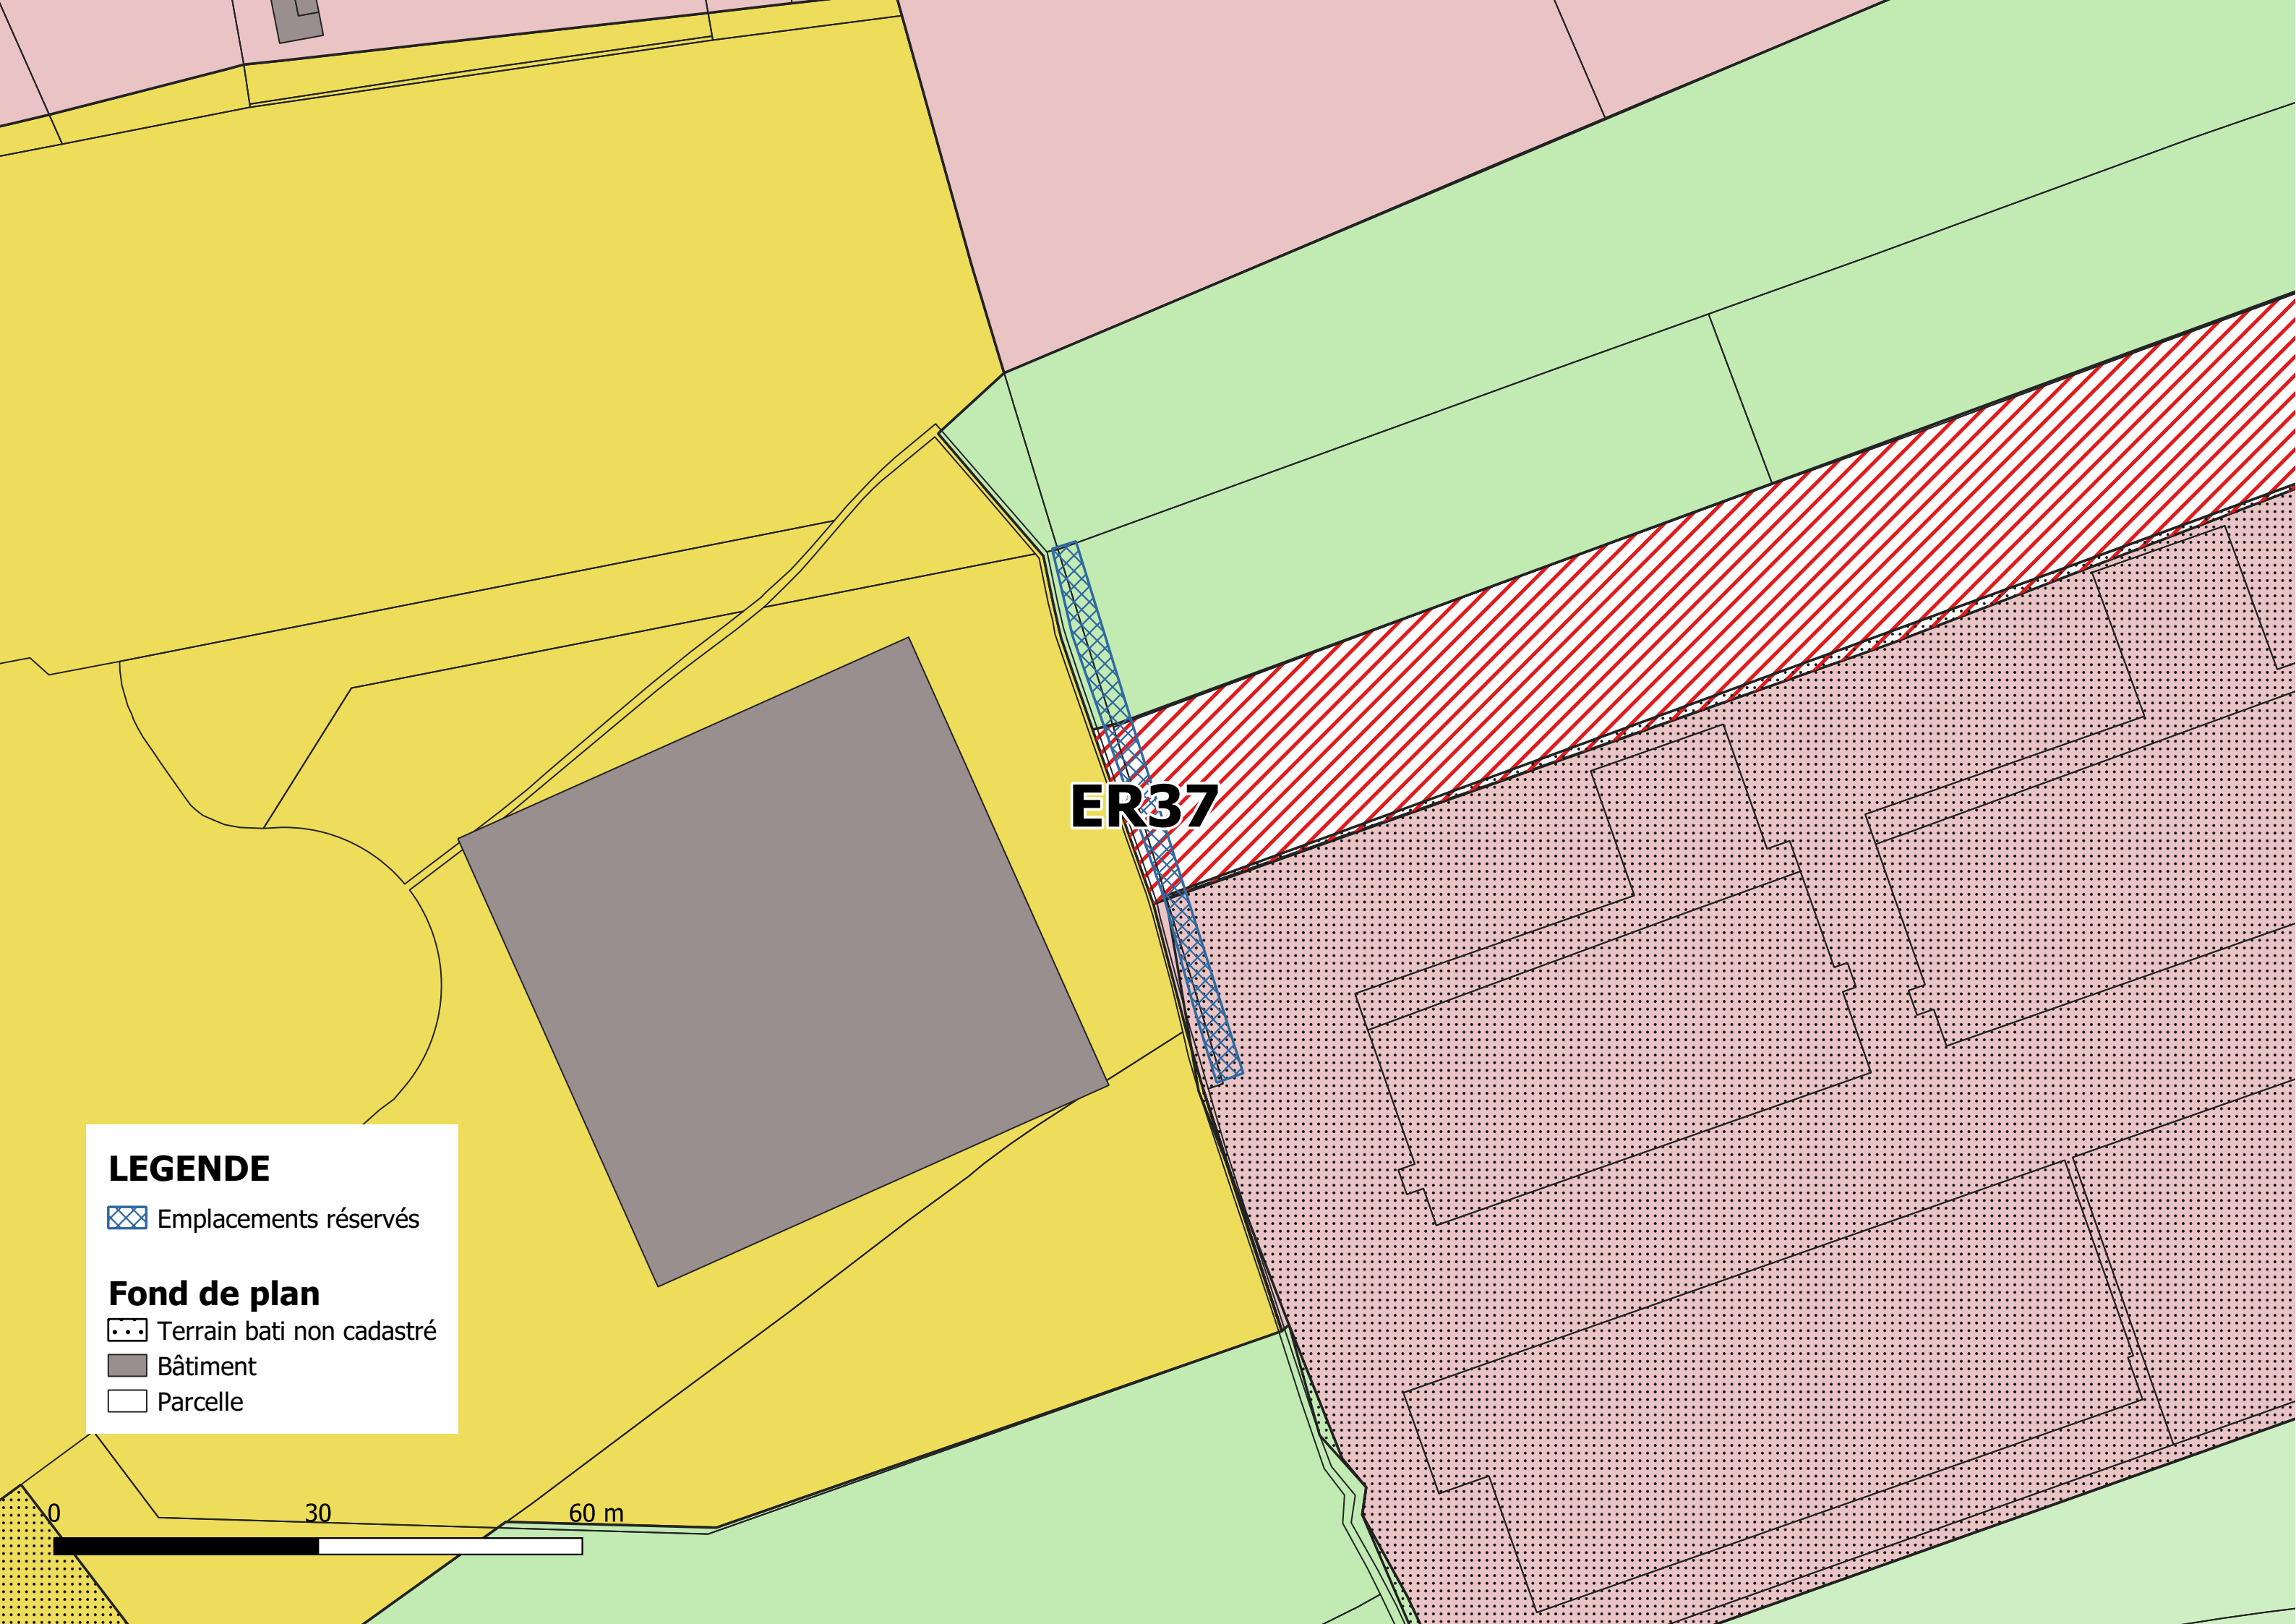 ER37
LEGENDE
Emplacements réservés
Fond de plan
Terrain bati non cadastré
Bâtiment
Parcelle
0 30 60 m